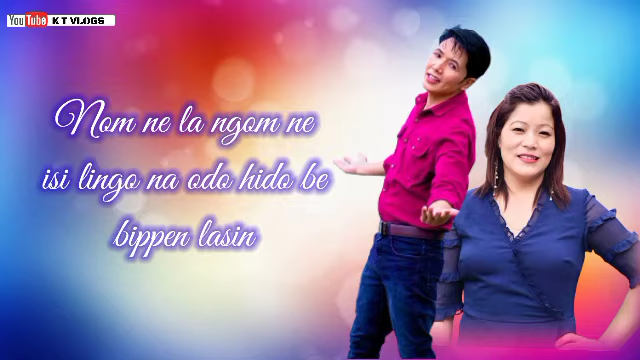 YouTube K T VLOGS
Nom ne la ngom ne
isi lingo na odo hido be
bippen lasin